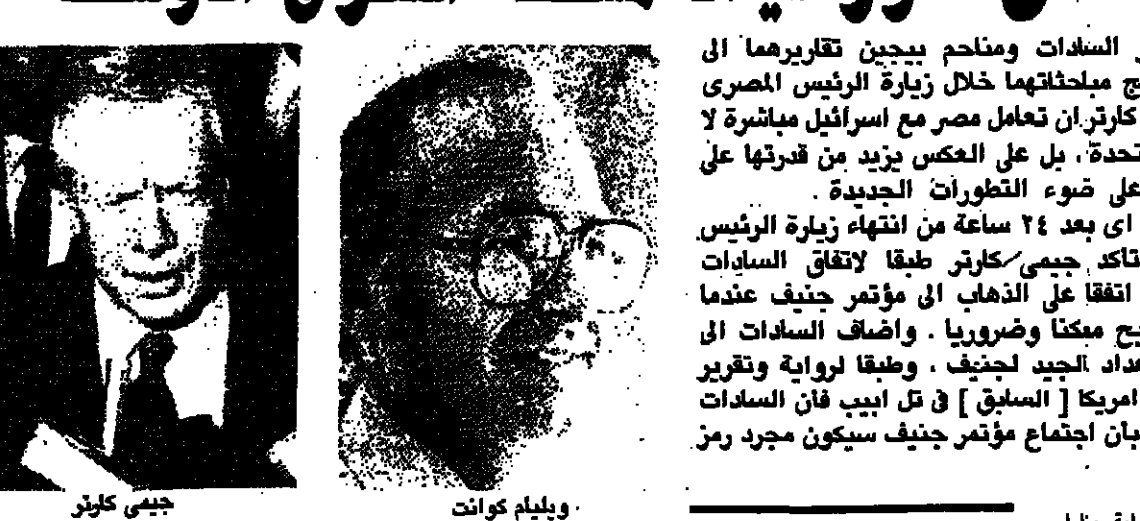 السادات ومناحم بيجين تقاريرهما الى
ج مباحثاتهما خلال زيارة الرئيس المصرى
كارتر ان تعامل مصر مع اسرائيل مباشرة لا
تحدة ، بل على العكس يزيد من قدرتها على
على ضوء التطورات الجديدة .
اى بعد ٢٤ ساعة من انتهاء زيارة الرئيس
تأكد جيمى كارتر طبقا لاتفاق السادات
اتفقا على الذهاب الى مؤتمر جنيف عندما
يح ممكنا وضروريا . واضاف السادات الى
عداد الجيد لجنيف ، وطبقا لرواية وتقرير
امريكا [ السابق ] فى تل ابيب فان السادات
بأن اجتماع مؤتمر جنيف سيكون مجرد رمز
ويليام كوانت
جيمى كارتر